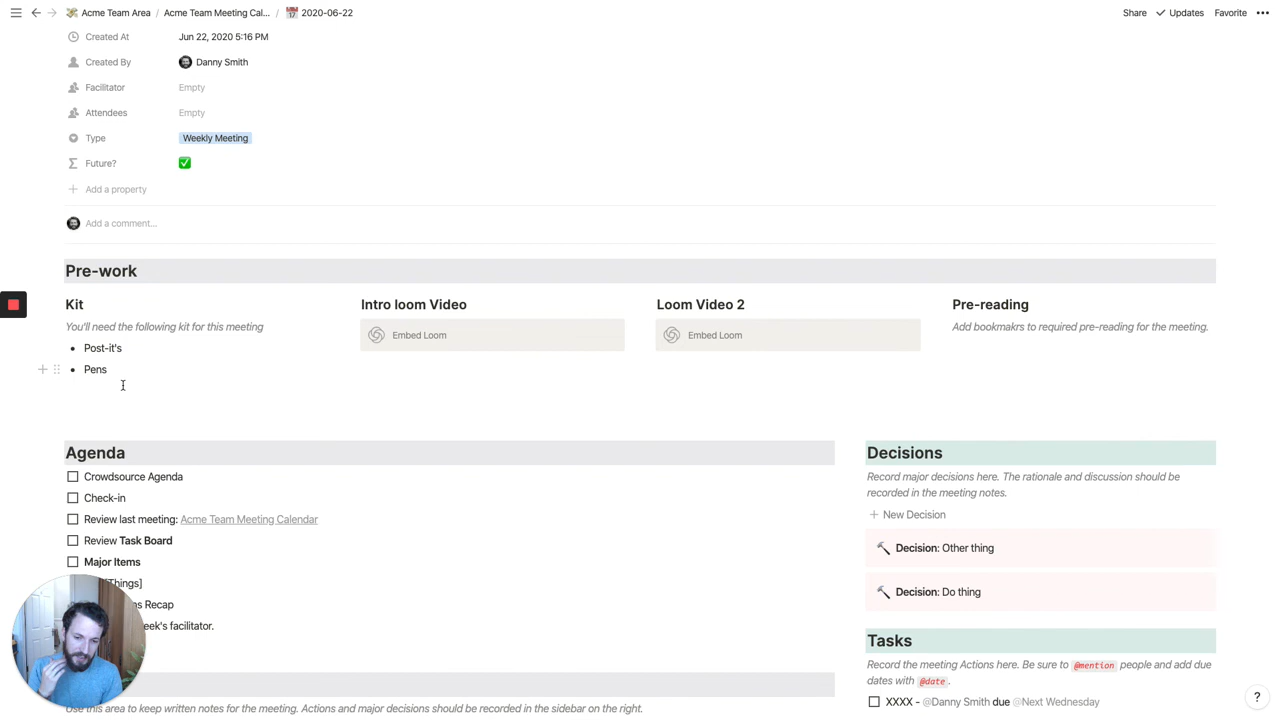 Acme Team Area / Acme Team Meeting Cal... / 2020-06-22
Share Updates Favorite
Created At Jun 22, 2020 5:16 PM
Created By Danny Smith
Facilitator Empty
Attendees Empty
Type Weekly Meeting
Future?
Add a property
Add a comment...
Pre-work
Kit
You'll need the following kit for this meeting
• Post-it's
• Pens
Intro loom Video
Embed Loom
Loom Video 2
Embed Loom
Pre-reading
Add bookmakrs to required pre-reading for the meeting.
Agenda
Crowdsource Agenda
Check-in
Review last meeting: Acme Team Meeting Calendar
Review Task Board
Major Items
[Things]
Recap
facilitator.
Use this area to keep written notes for the meeting. Actions and major decisions should be recorded in the sidebar on the right.
Decisions
Record major decisions here. The rationale and discussion should be
recorded in the meeting notes.
New Decision
Decision: Other thing
Decision: Do thing
Tasks
Record the meeting Actions here. Be sure to @mention people and add due
dates with @date.
XXXX - @Danny Smith due @Next Wednesday
?